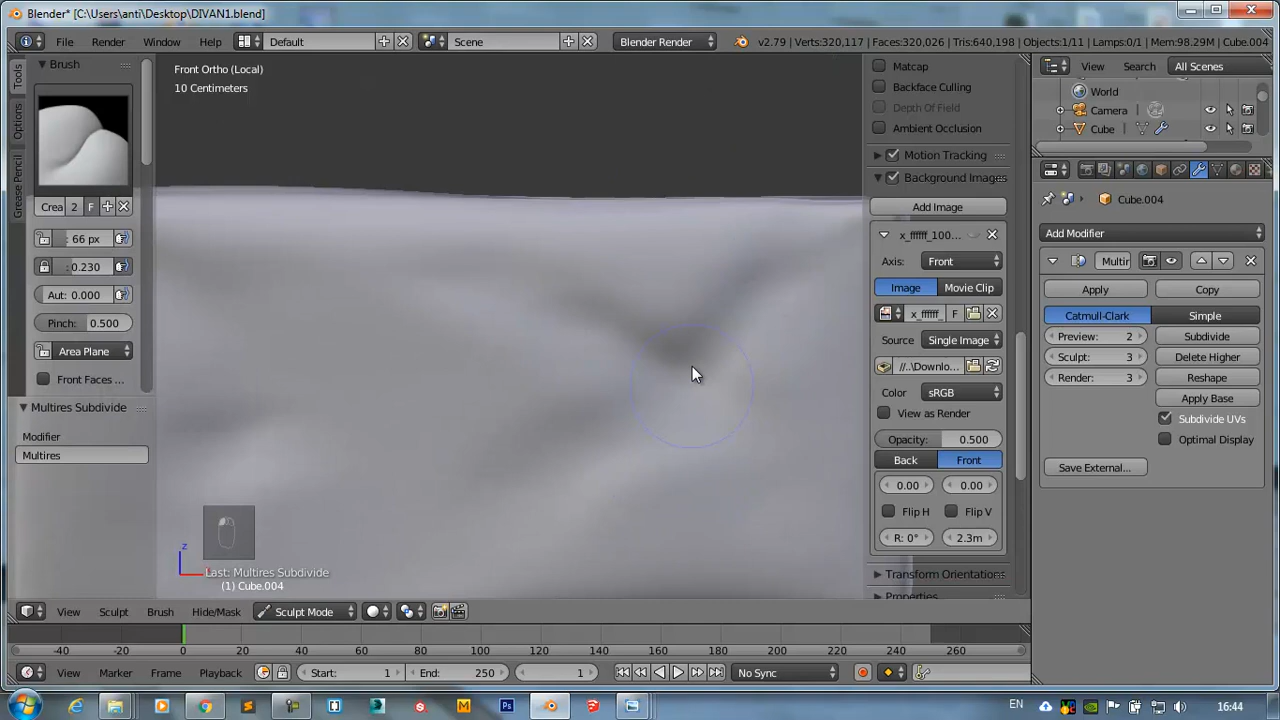 Blender* [C:\Users\anti\Desktop\DIVAN1.blend]
File Render Window Help Default Scene Blender Render v2.79 | Verts:320,117 | Faces:320,026 | Tris:640,198 | Objects:1/11 | Lamps:0/1 | Mem:98.29M | Cube.004
Tools
Options
Grease Pencil
Brush
Crea 2 F
: 66 px
: 0.230
Aut: 0.000
Pinch: 0.500
Area Plane
Front Faces ...
Multires Subdivide
Modifier
Multires
Front Ortho (Local)
10 Centimeters
Last: Multires Subdivide
(1) Cube.004
z
Matcap
Backface Culling
Depth Of Field
Ambient Occlusion
Motion Tracking
Background Images
Add Image
x_ffffff_100...
Axis: Front
Image Movie Clip
x_ffffff_ F
Source Single Image
//..\Downlo...
Color sRGB
View as Render
Opacity: 0.500
Back Front
0.00 0.00
Flip H Flip V
R: 0° 2.3m
Transform Orientations
Properties
View Search All Scenes
World
Camera
Cube
Cube.004
Add Modifier
Multir
Apply Copy
Catmull-Clark Simple
Preview: 2 Subdivide
Sculpt: 3 Delete Higher
Render: 3 Reshape
Apply Base
Subdivide UVs
Optimal Display
Save External...
View Sculpt Brush Hide/Mask Sculpt Mode
-40 -20 0 20 40 60 80 100 120 140 160 180 200 220 240 260
View Marker Frame Playback Start: 1 End: 250 1 No Sync
EN 16:44